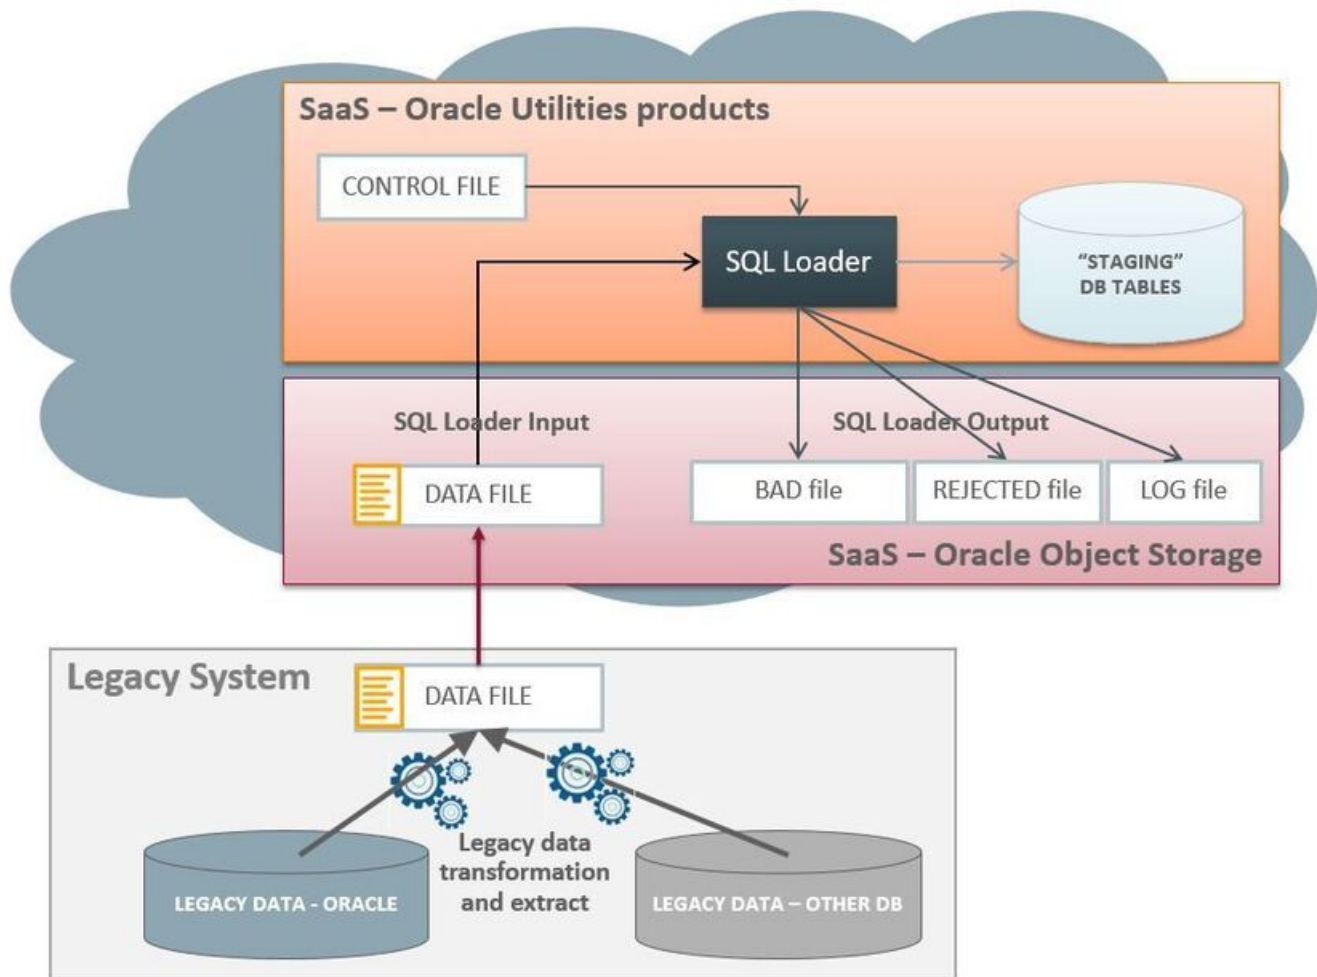 SaaS – Oracle Utilities products
CONTROL FILE
SQL Loader
“STAGING”
DB TABLES
SQL Loader Input
SQL Loader Output
DATA FILE
BAD file
REJECTED file
LOG file
SaaS – Oracle Object Storage
Legacy System
DATA FILE
Legacy data
transformation
and extract
LEGACY DATA - ORACLE
LEGACY DATA – OTHER DB